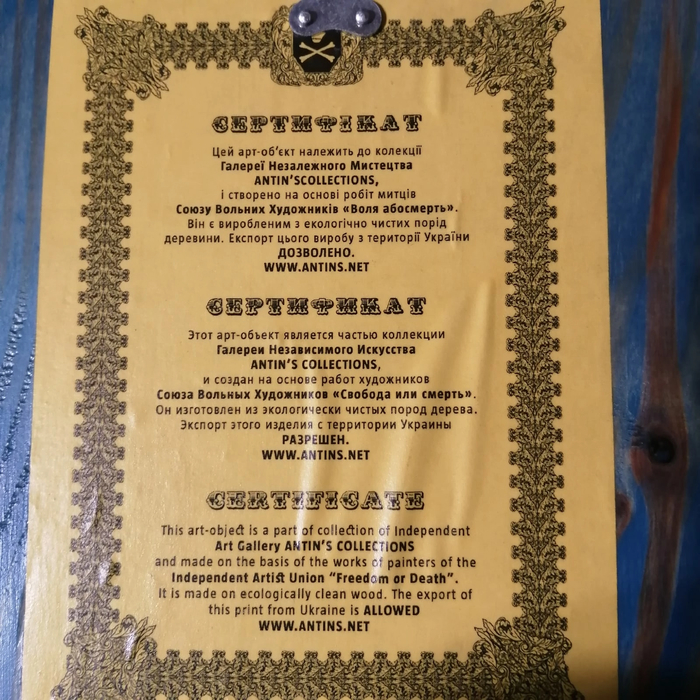 СЕРТИФІКАТ
Цей арт-об'єкт належить до колекції
Галереї Незалежного Мистецтва
ANTIN'SCOLLECTIONS,
і створено на основі робіт митців
Союзу Вольних Художників «Воля абосмерть».
Він є виробленим з екологічно чистих порід
деревини. Експорт цього виробу з території України
ДОЗВОЛЕНО.
WWW.ANTINS.NET
СЕРТИФИКАТ
Этот арт-объект является частью коллекции
Галереи Независимого Искусства
ANTIN'S COLLECTIONS,
и создан на основе работ художников
Союза Вольных Художников «Свобода или смерть».
Он изготовлен из экологически чистых пород дерева.
Экспорт этого изделия с территории Украины
РАЗРЕШЕН.
WWW.ANTINS.NET
CERTIFICATE
This art-object is a part of collection of Independent
Art Gallery ANTIN'S COLLECTIONS
and made on the basis of the works of painters of the
Independent Artist Union "Freedom or Death".
It is made on ecologically clean wood. The export of
this print from Ukraine is ALLOWED
WWW.ANTINS.NET